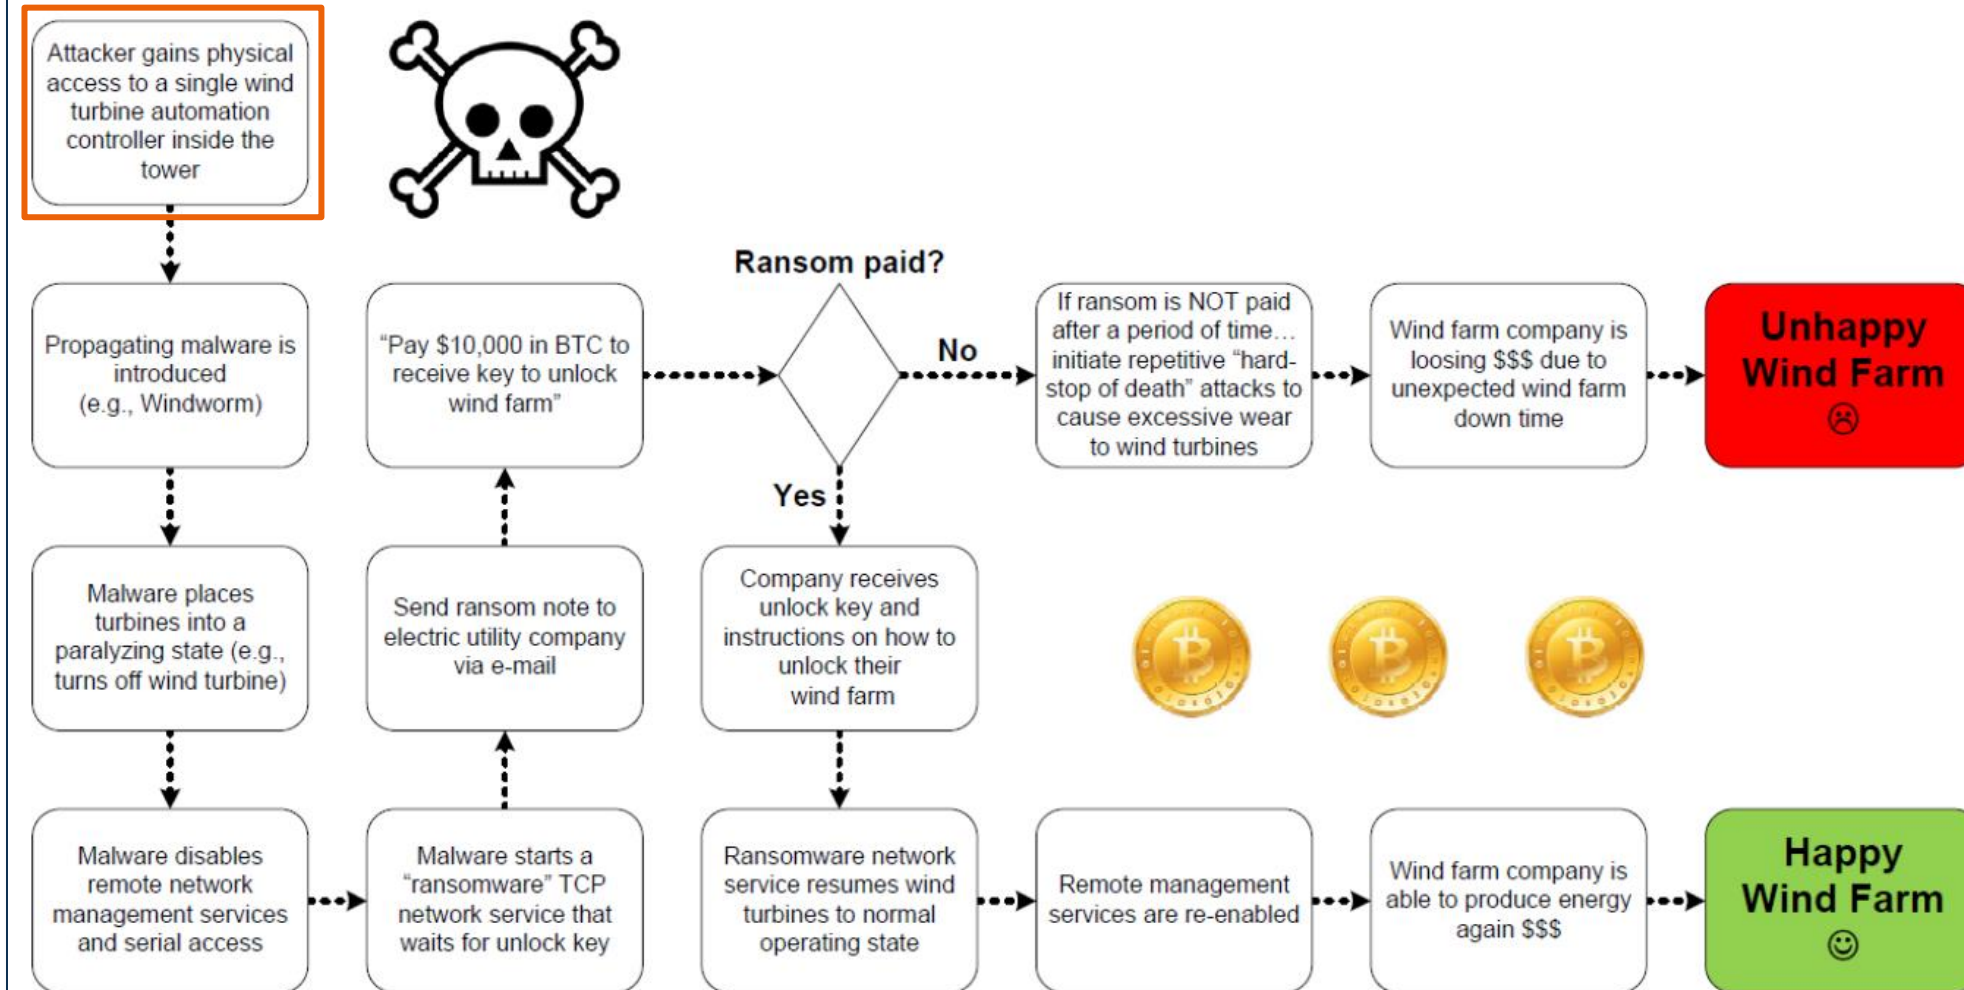 Attacker gains physical
access to a single wind
turbine automation
controller inside the
tower
Propagating malware is
introduced
(e.g., Windworm)
Malware places
turbines into a
paralyzing state (e.g.,
turns off wind turbine)
Malware disables
remote network
management services
and serial access
Malware starts a
“ransomware” TCP
network service that
waits for unlock key
Send ransom note to
electric utility company
via e-mail
“Pay $10,000 in BTC to
receive key to unlock
wind farm”
Ransom paid?
No
If ransom is NOT paid
after a period of time…
initiate repetitive “hard-
stop of death” attacks to
cause excessive wear
to wind turbines
Wind farm company is
loosing $$$ due to
unexpected wind farm
down time
Unhappy
Wind Farm
☹
Yes
Company receives
unlock key and
instructions on how to
unlock their
wind farm
Ransomware network
service resumes wind
turbines to normal
operating state
Remote management
services are re-enabled
Wind farm company is
able to produce energy
again $$$
Happy
Wind Farm
☺